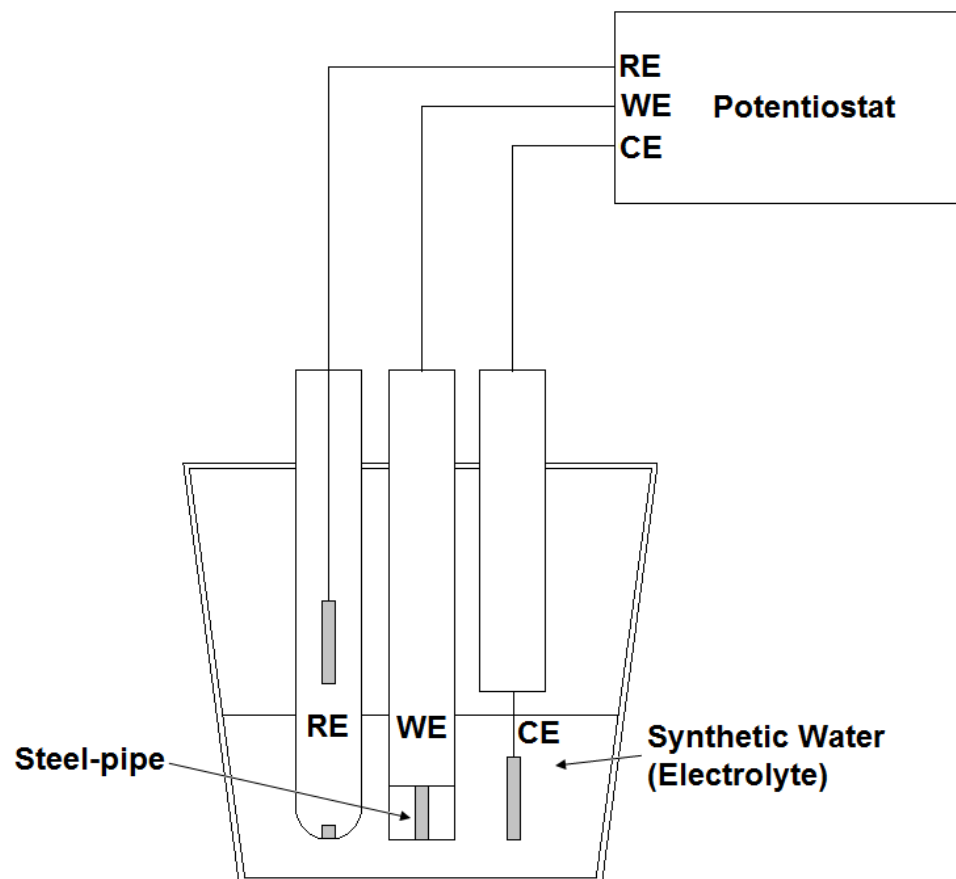 RE
WE
CE
Potentiostat
RE
WE
CE
Steel-pipe
Synthetic Water
(Electrolyte)